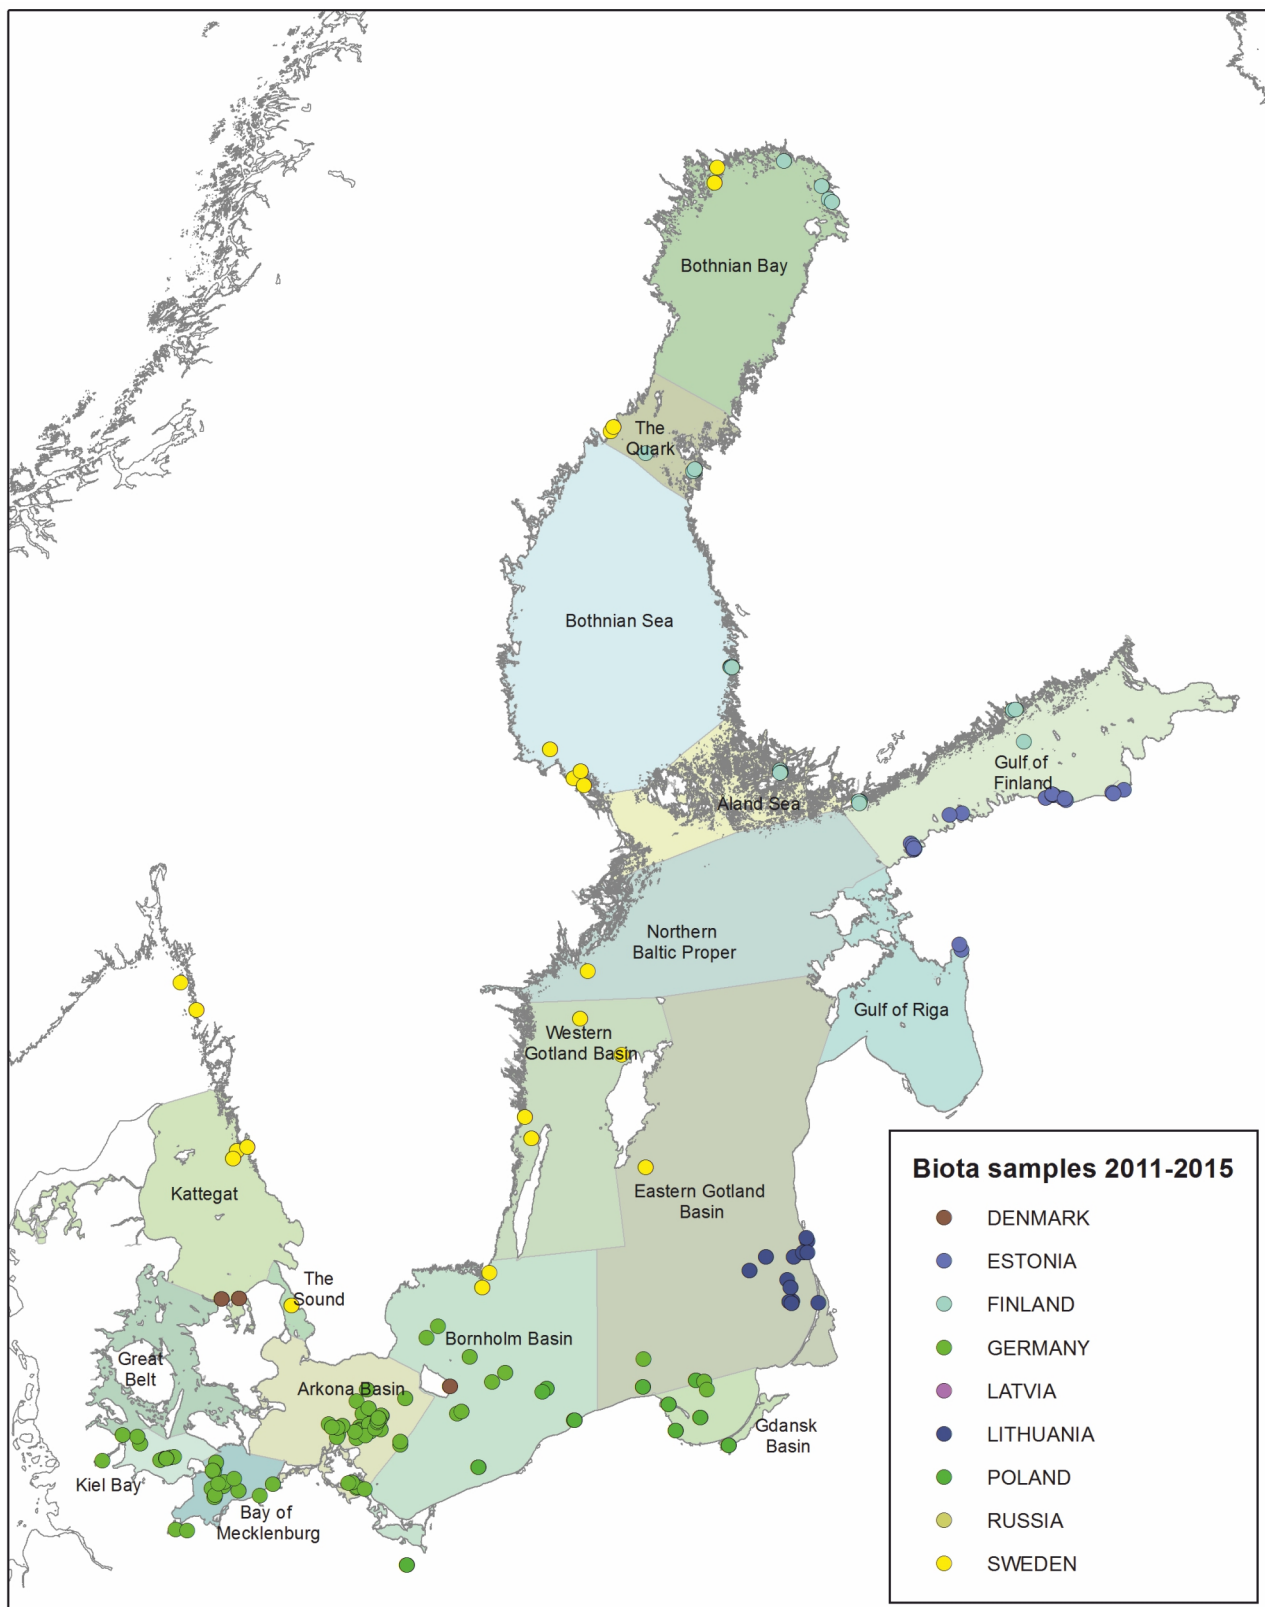 Bothnian Bay
The
Quark
Bothnian Sea
Gulf of
Finland
Aland Sea
Northern
Baltic Proper
Gulf of Riga
Western
Gotland Basin
Kattegat
Eastern Gotland
Basin
The
Sound
Bornholm Basin
Great
Belt
Arkona Basin
Gdansk
Basin
Kiel Bay
Bay of
Mecklenburg
Biota samples 2011-2015
DENMARK
ESTONIA
FINLAND
GERMANY
LATVIA
LITHUANIA
POLAND
RUSSIA
SWEDEN